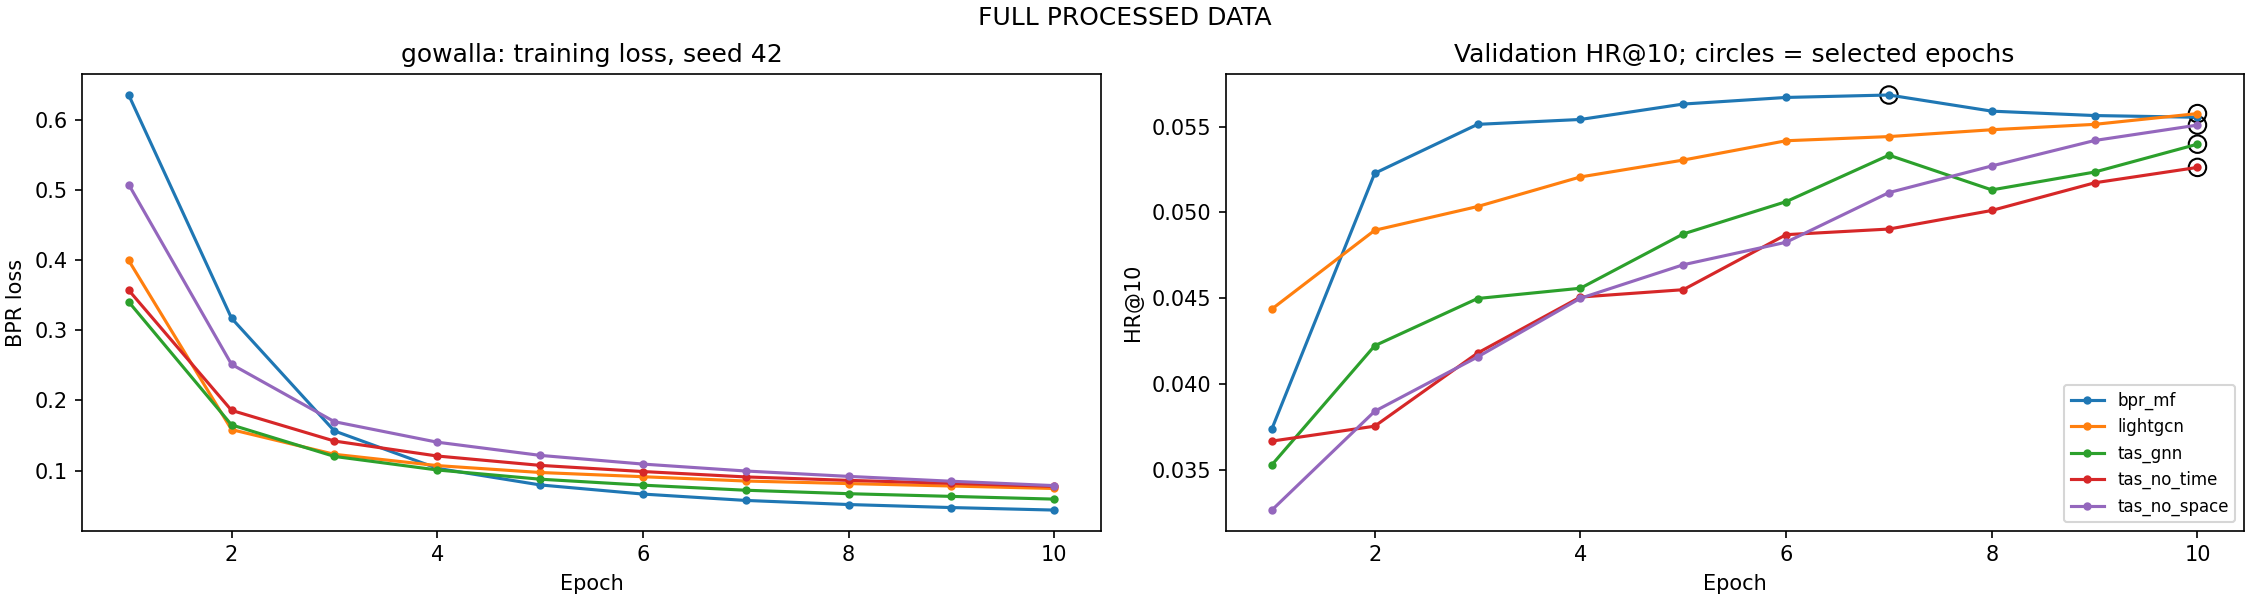 FULL PROCESSED DATA
gowalla: training loss, seed 42
BPR loss
0.6
0.5
0.4
0.3
0.2
0.1
2 4 6 8 10
Epoch
Validation HR@10; circles = selected epochs
HR@10
0.055
0.050
0.045
0.040
0.035
2 4 6 8 10
Epoch
bpr_mf
lightgcn
tas_gnn
tas_no_time
tas_no_space